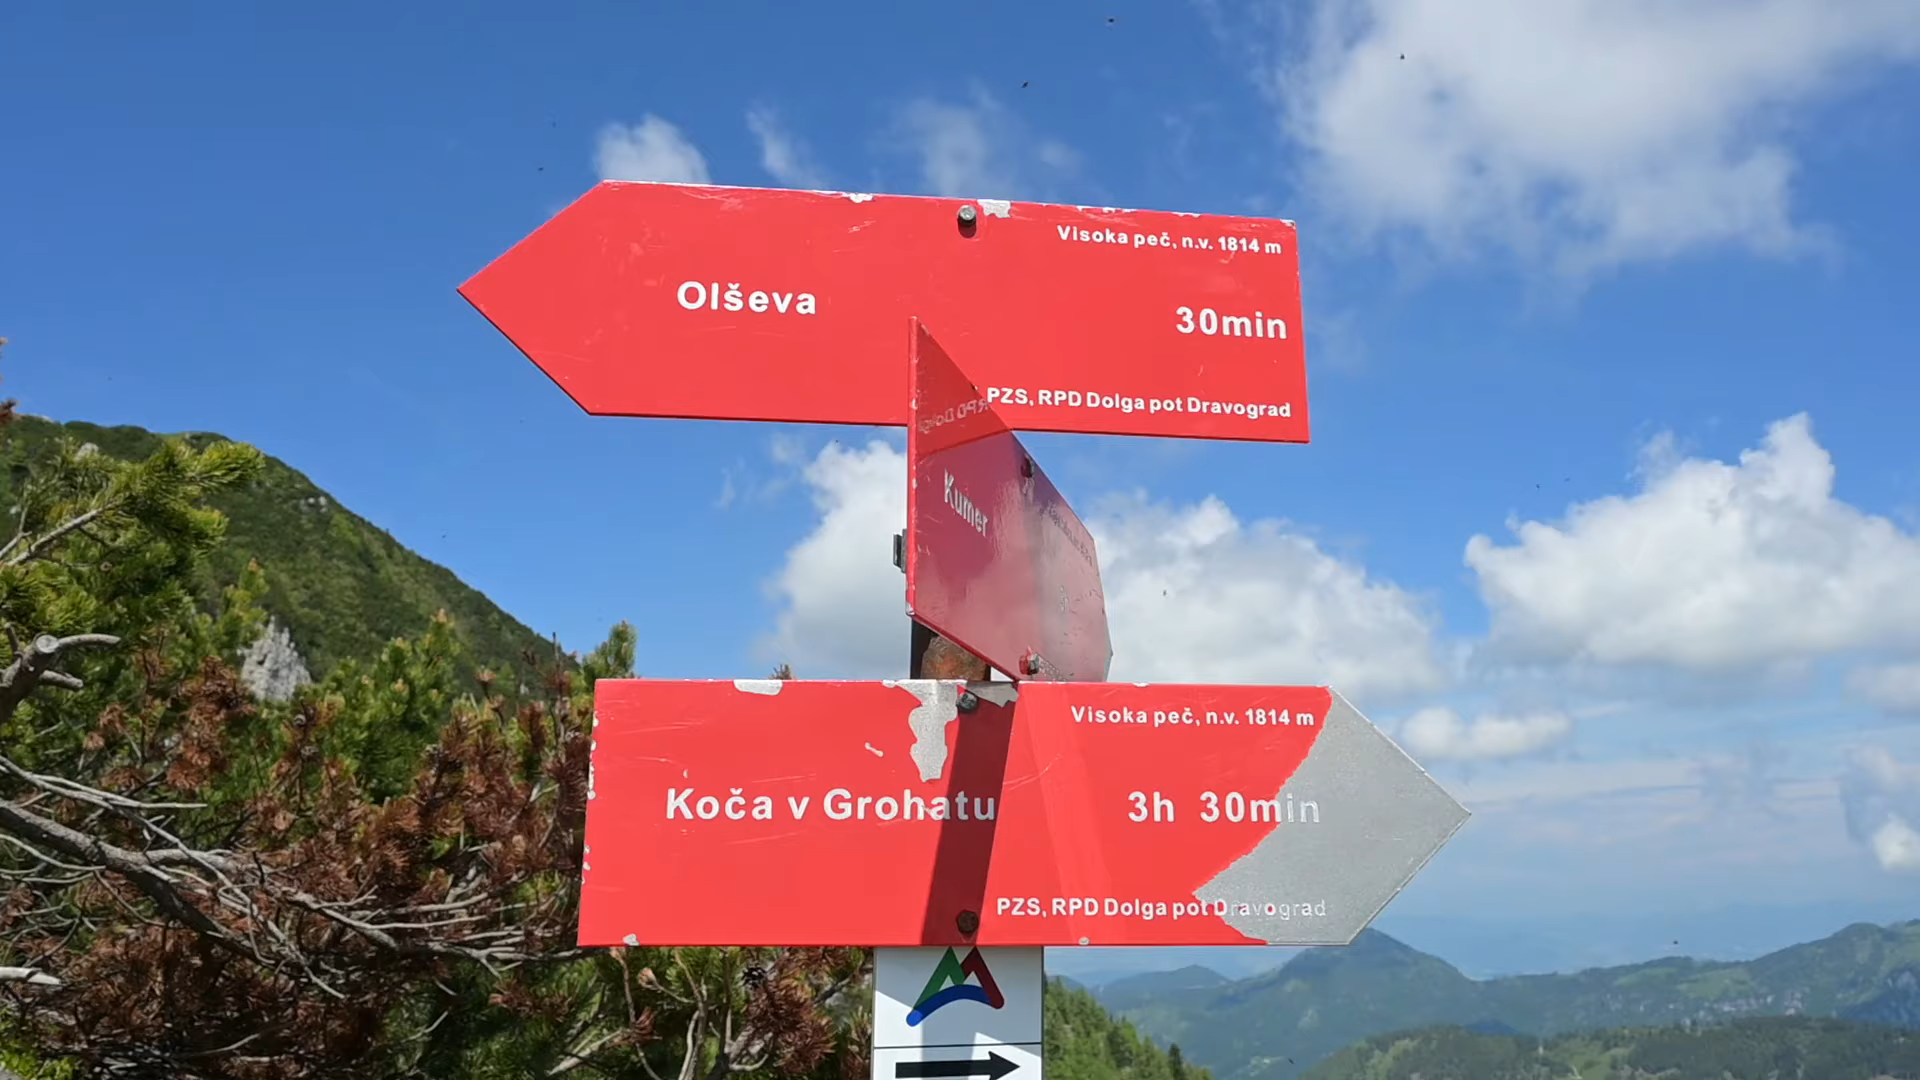 Visoka peč, n.v. 1814 m
Olševa
30min
PZS, RPD Dolga pot Dravograd
Kumer
Visoka peč, n.v. 1814 m
Koča v Grohatu
3h 30min
PZS, RPD Dolga pot Dravograd